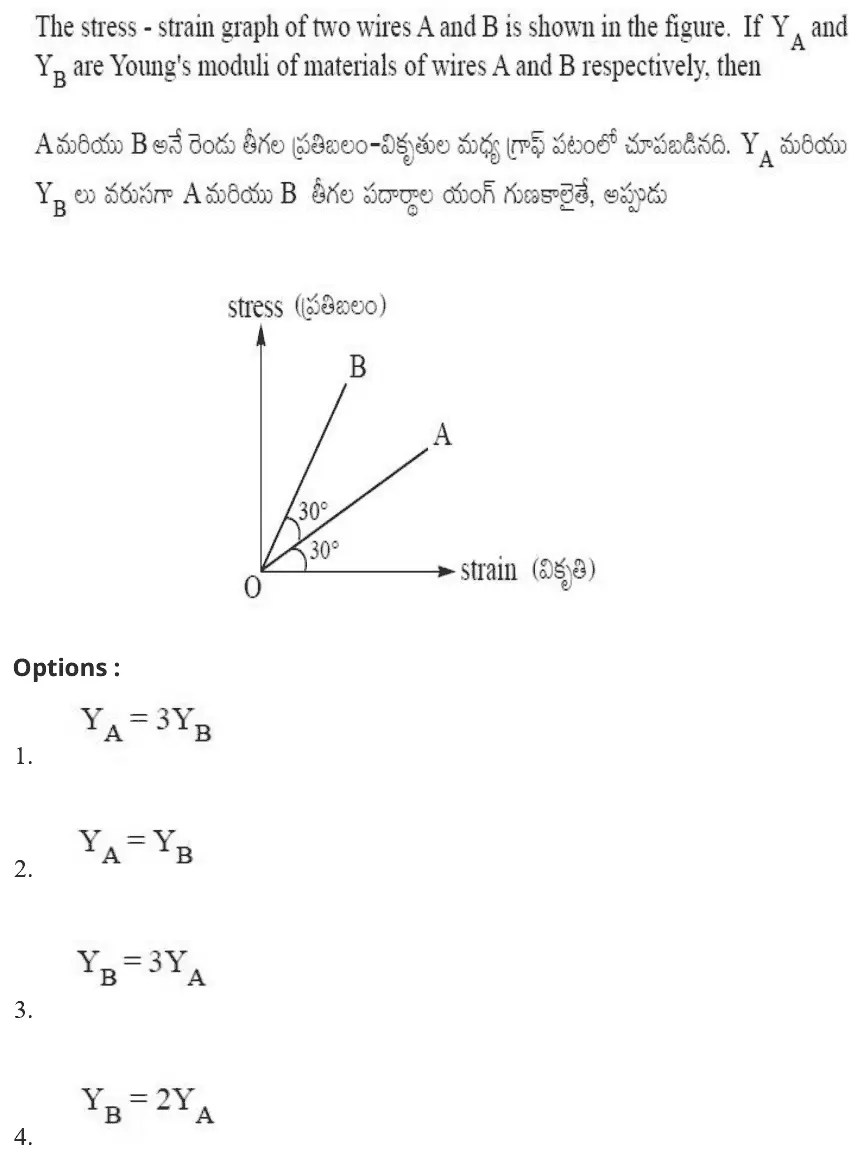 The stress - strain graph of two wires A and B is shown in the figure. If Y_A and
Y_B are Young's moduli of materials of wires A and B respectively, then
A మరియు B అనే రెండు తీగల ప్రతిబలం-వికృతుల మధ్య గ్రాఫ్ పటంలో చూపబడినది. Y_A మరియు
Y_B లు వరుసగా A మరియు B తీగల పదార్థాల యంగ్ గుణకాలైతే, అప్పుడు
stress (ప్రతిబలం)
B
A
30°
30°
strain (వికృతి)
O
Options :
1. Y_A = 3Y_B
2. Y_A = Y_B
3. Y_B = 3Y_A
4. Y_B = 2Y_A